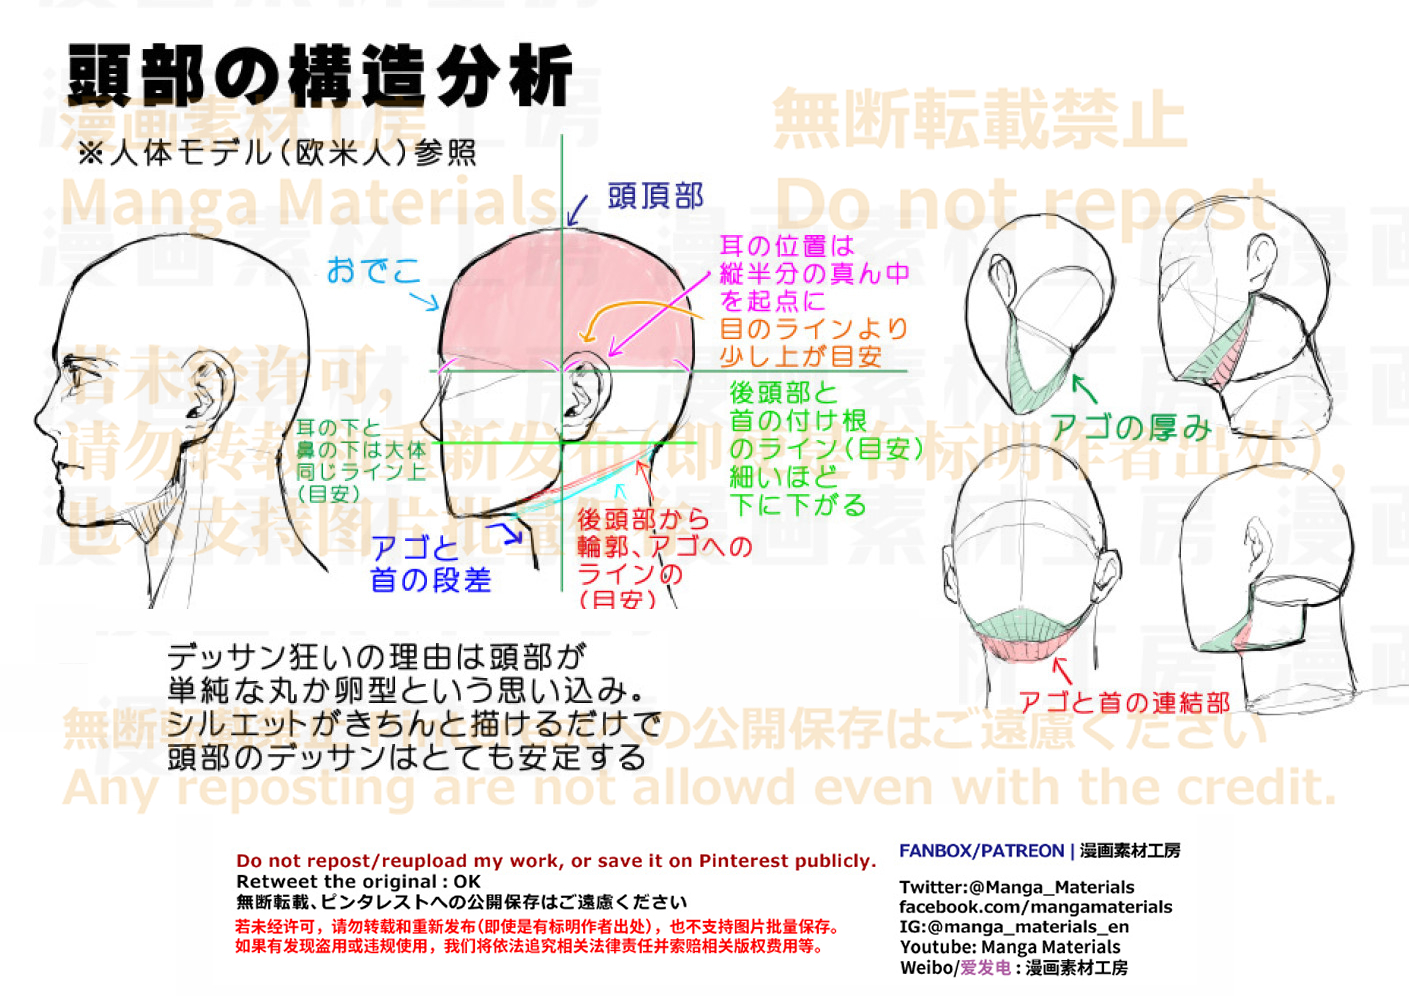 頭部の構造分析
漫画素材工房
無断転載禁止
※人体モデル(欧米人)参照
Manga Materials
Do not repost
頭頂部
おでこ
耳の位置は
縦半分の真ん中
を起点に
目のラインより
少し上が目安
後頭部と
首の付け根
のライン(目安)
細いほど
下に下がる
耳の下と
鼻の下は大体
同じライン上
(目安)
アゴと
首の段差
後頭部から
輪郭、アゴへの
ラインの
(目安)
アゴの厚み
アゴと首の連結部
若未经许可,
请勿转载和重新发布(即使是有标明作者出处),
也不支持图片批量保存。
デッサン狂いの理由は頭部が
単純な丸か卵型という思い込み。
シルエットがきちんと描けるだけで
頭部のデッサンはとても安定する
無断転載、ピンタレストへの公開保存はご遠慮ください
Any reposting are not allowd even with the credit.
Do not repost/reupload my work, or save it on Pinterest publicly.
Retweet the original : OK
無断転載、ピンタレストへの公開保存はご遠慮ください
若未经许可，请勿转载和重新发布(即使是有标明作者出处)，也不支持图片批量保存。
如果有发现盗用或违规使用，我们将依法追究相关法律责任并索赔相关版权费用等。
FANBOX/PATREON | 漫画素材工房
Twitter:@Manga_Materials
facebook.com/mangamaterials
IG:@manga_materials_en
Youtube: Manga Materials
Weibo/爱发电 : 漫画素材工房